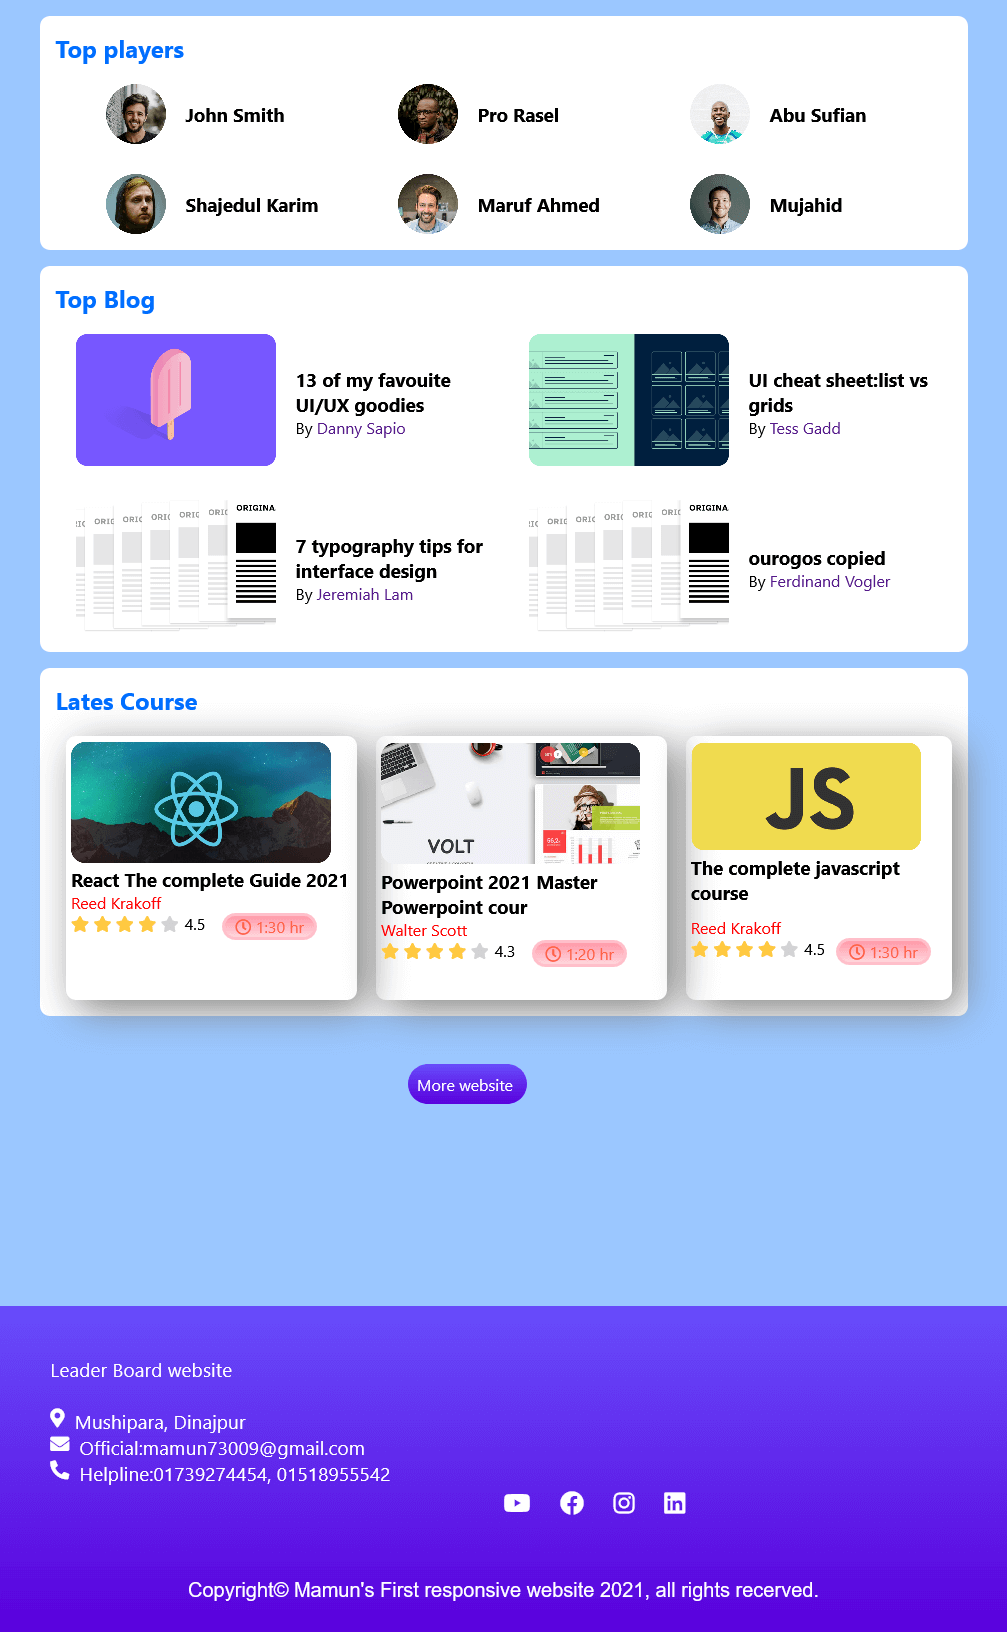 Top players
John Smith
Pro Rasel
Abu Sufian
Shajedul Karim
Maruf Ahmed
Mujahid
Top Blog
13 of my favouite
UI/UX goodies
By Danny Sapio
UI cheat sheet:list vs
grids
By Tess Gadd
ORIGINA
7 typography tips for
interface design
By Jeremiah Lam
ORIGINA
ourogos copied
By Ferdinand Vogler
Lates Course
React The complete Guide 2021
Reed Krakoff
4.5
1:30 hr
VOLT
56,2
Powerpoint 2021 Master
Powerpoint cour
Walter Scott
4.3
1:20 hr
JS
The complete javascript
course
Reed Krakoff
4.5
1:30 hr
More website
Leader Board website
Mushipara, Dinajpur
Official:mamun73009@gmail.com
Helpline:01739274454, 01518955542
Copyright© Mamun's First responsive website 2021, all rights recerved.